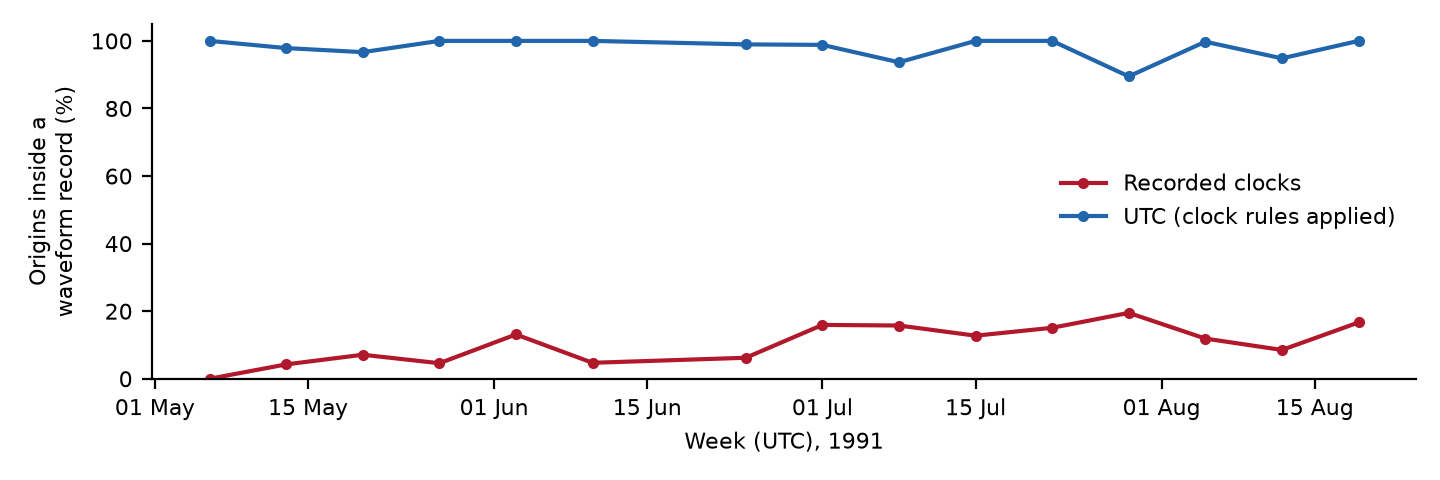 Origins inside a
waveform record (%)
100
80
60
40
20
0
Recorded clocks
UTC (clock rules applied)
01 May 15 May 01 Jun 15 Jun 01 Jul 15 Jul 01 Aug 15 Aug
Week (UTC), 1991